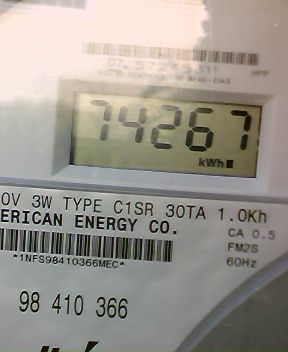 74267
kWh
0V 3W TYPE C1SR 30TA 1.0Kh
ERICAN ENERGY CO.
CA 0.5
FM2S
*1NFS98410366MEC*
60Hz
98 410 366